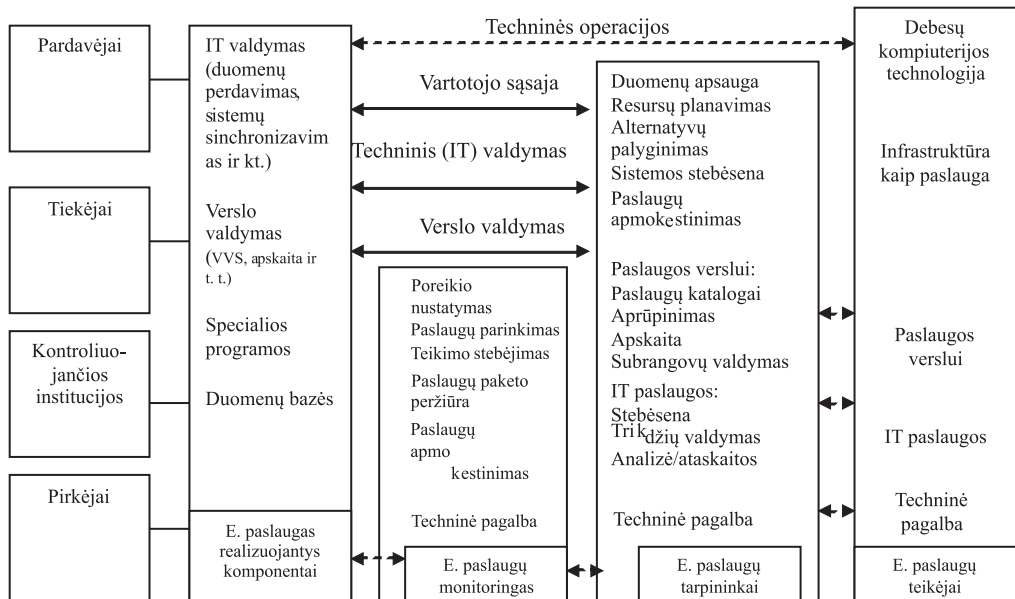 Pardavėjai
Tiekėjai
Kontroliuo-
jančios
institucijos
Pirkėjai
IT valdymas
(duomenų
perdavimas,
sistemų
sinchronizavim
as ir kt.)
Verslo
valdymas
(VVS, apskaita ir
t. t.)
Specialios
programos
Duomenų bazės
E. paslaugas
realizuojantys
komponentai
Techninės operacijos
Vartotojo sąsaja
Techninis (IT) valdymas
Verslo valdymas
Poreikio
nustatymas
Paslaugų parinkimas
Teikimo stebėjimas
Paslaugų paketo
peržiūra
Paslaugų
apmo
kestinimas
Techninė pagalba
E. paslaugų
monitoringas
Duomenų apsauga
Resursų planavimas
Alternatyvų
palyginimas
Sistemos stebėsena
Paslaugų
apmokestinimas
Paslaugos verslui:
Paslaugų katalogai
Aprūpinimas
Apskaita
Subrangovų valdymas
IT paslaugos:
Stebėsena
Trikdžių valdymas
Analizė/ataskaitos
Techninė pagalba
E. paslaugų
tarpininkai
Debesų
kompiuterijos
technologija
Infrastruktūra
kaip paslauga
Paslaugos
verslui
IT paslaugos
Techninė
pagalba
E. paslaugų
teikėjai